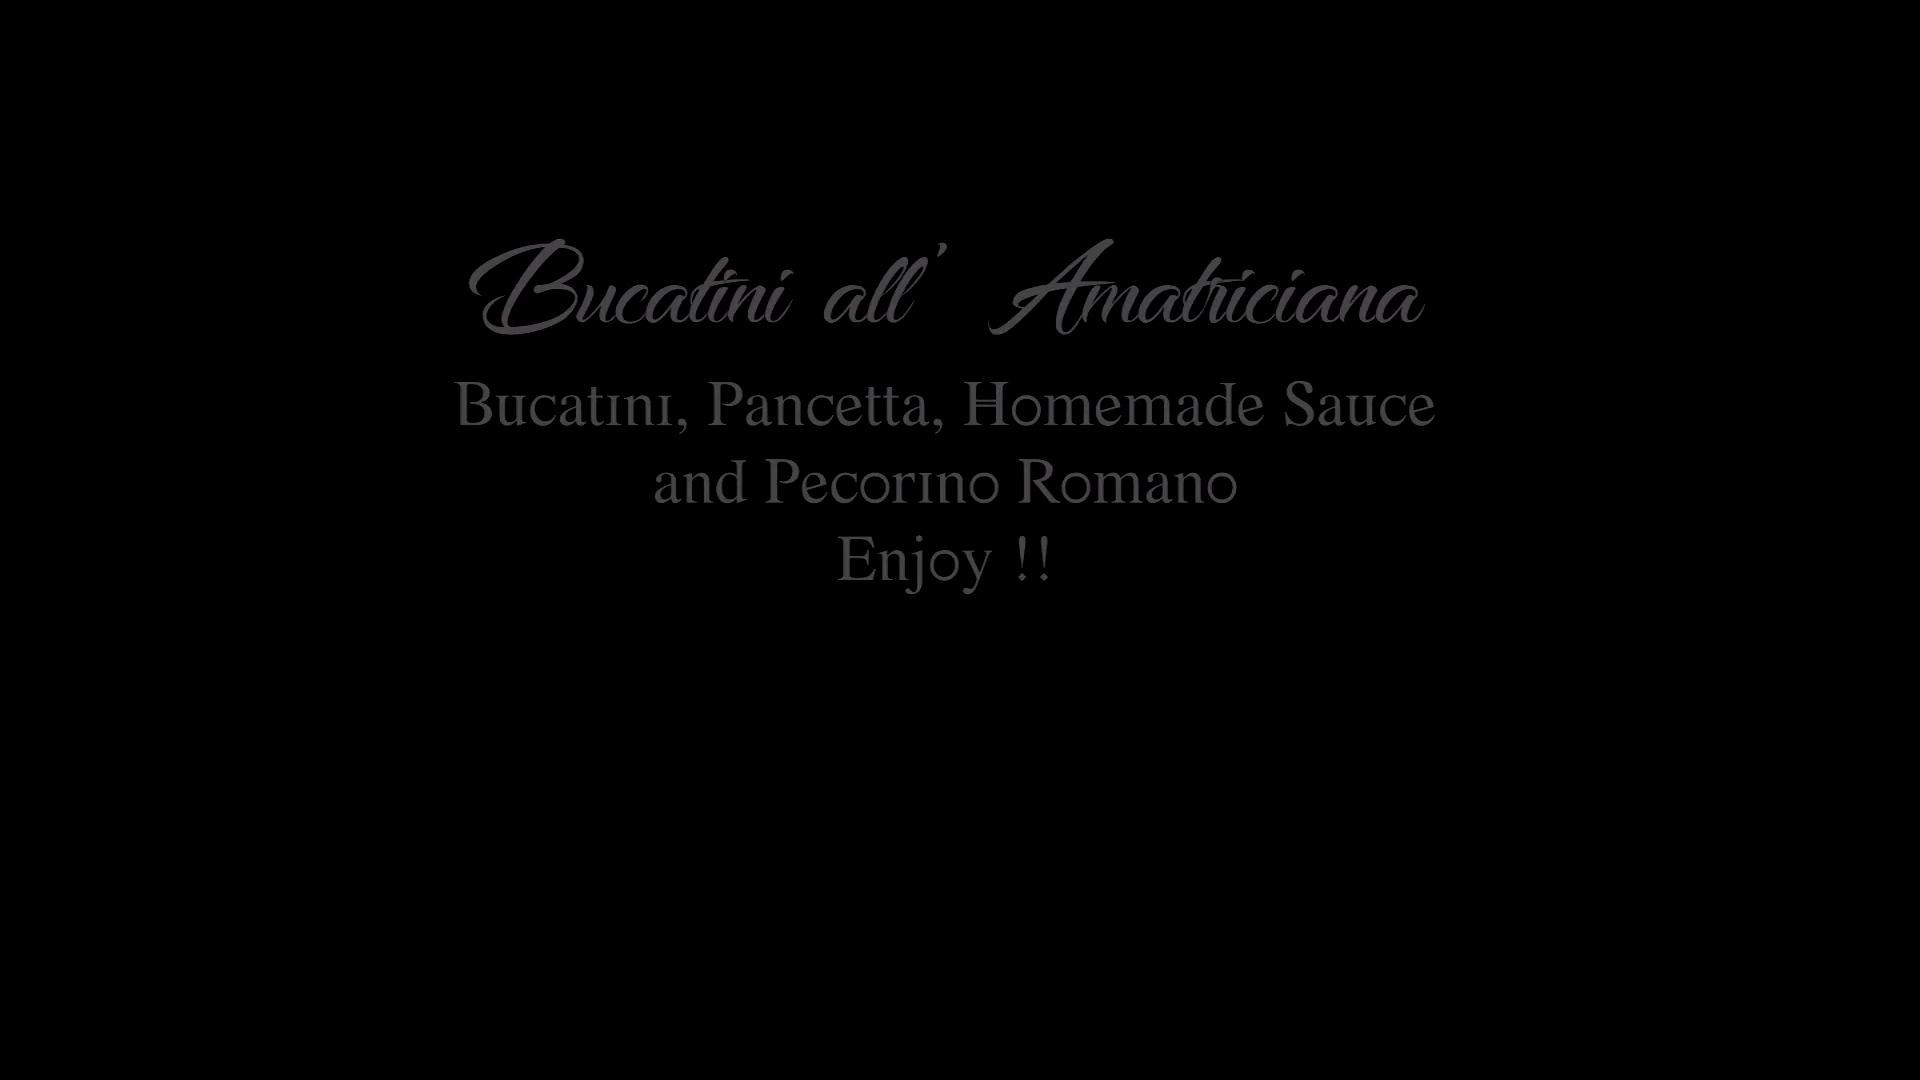 Bucatini all' Amatriciana
Bucatini, Pancetta, Homemade Sauce
and Pecorino Romano
Enjoy !!